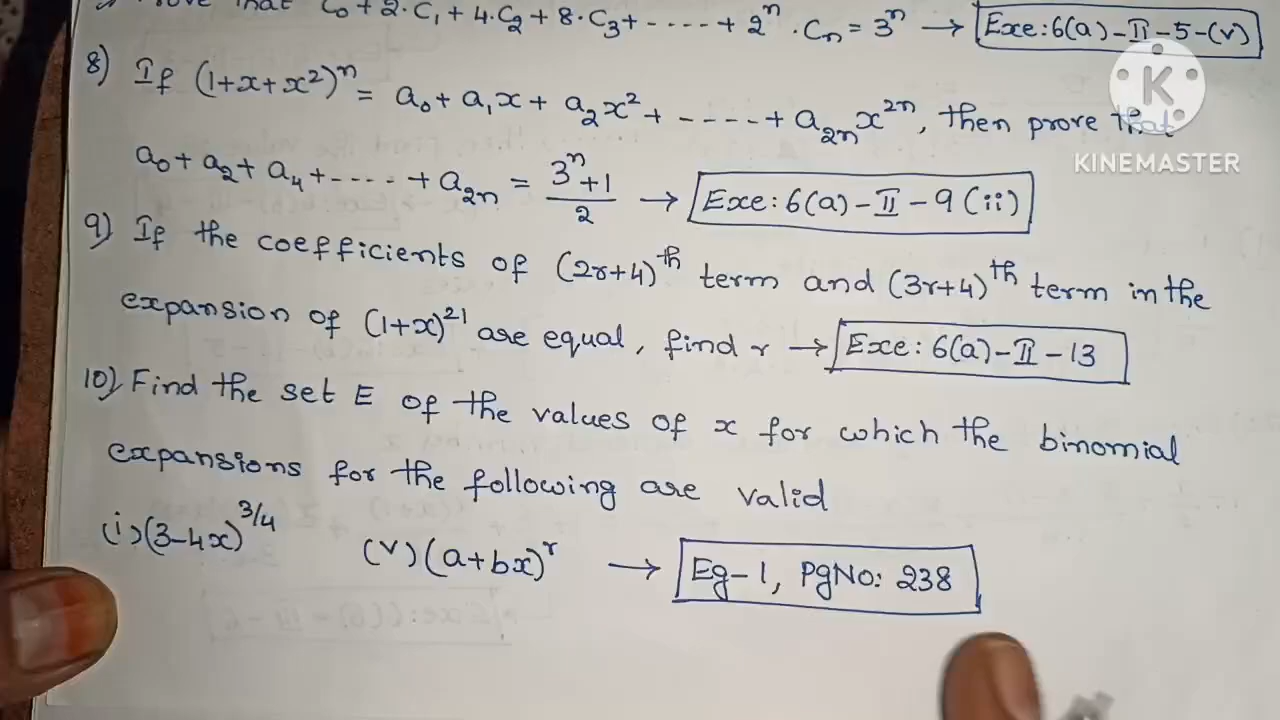 that C₀ + 2·C₁ + 4·C₂ + 8·C₃ + ----- + 2ⁿ·Cₙ = 3ⁿ → Exe: 6(a)-II-5-(v)
8) If (1+x+x²)ⁿ = a₀ + a₁x + a₂x² + ----- + a₂ₙx²ⁿ, then prove that
a₀ + a₂ + a₄ + ----- + a₂ₙ = (3ⁿ+1)/2 → Exe: 6(a)-II-9(ii)
9) If the coefficients of (2r+4)ᵗʰ term and (3r+4)ᵗʰ term in the
expansion of (1+x)²¹ are equal, find r → Exe: 6(a)-II-13
10) Find the set E of the values of x for which the binomial
expansions for the following are valid
(i) (3-4x)^3/4 (v) (a+bx)ʳ → Eg-1, PgNo: 238
K
KINEMASTER